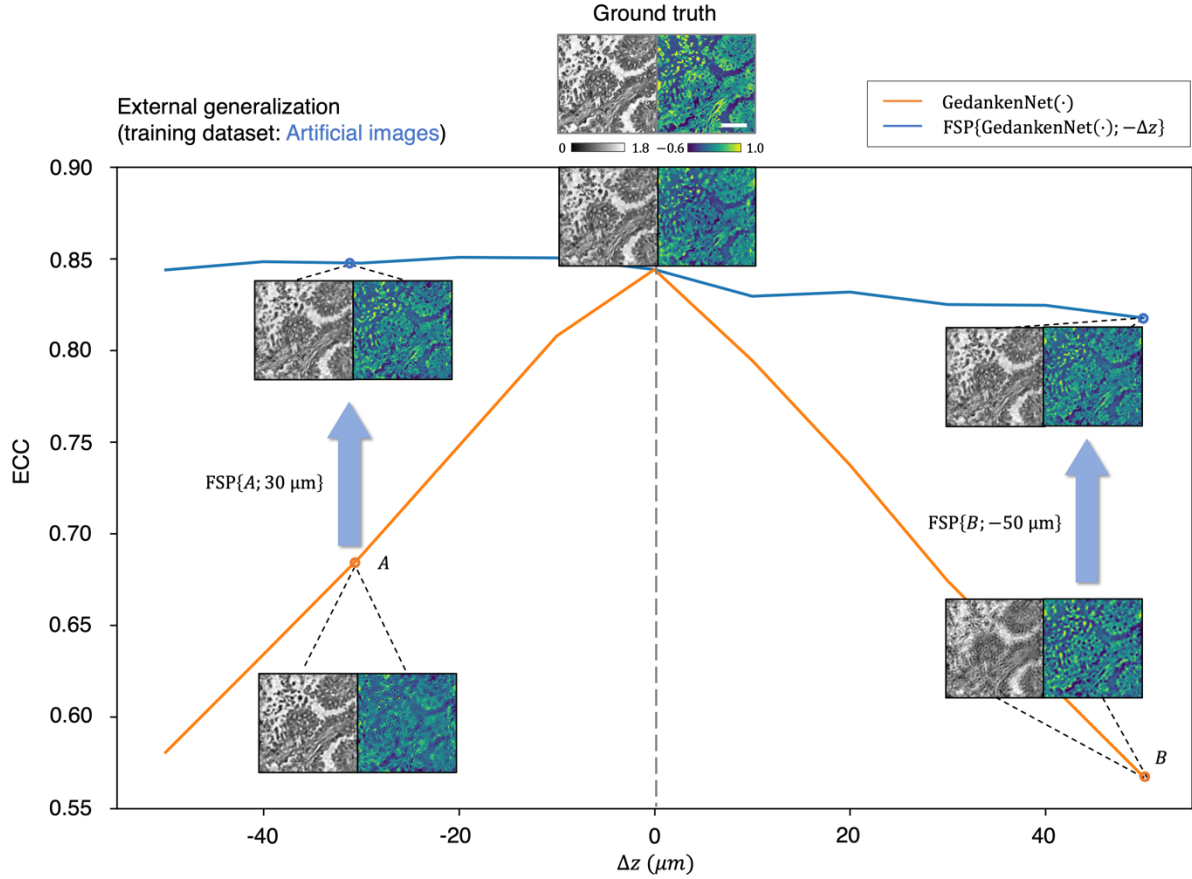 Ground truth
External generalization
(training dataset: Artificial images)
GedankenNet(·)
FSP{GedankenNet(·); −Δz}
0 1.8 −0.6 1.0
0.90
0.85
0.80
0.75
0.70
0.65
0.60
0.55
ECC
FSP{A; 30 μm}
A
FSP{B; −50 μm}
B
-40 -20 0 20 40
Δz (μm)